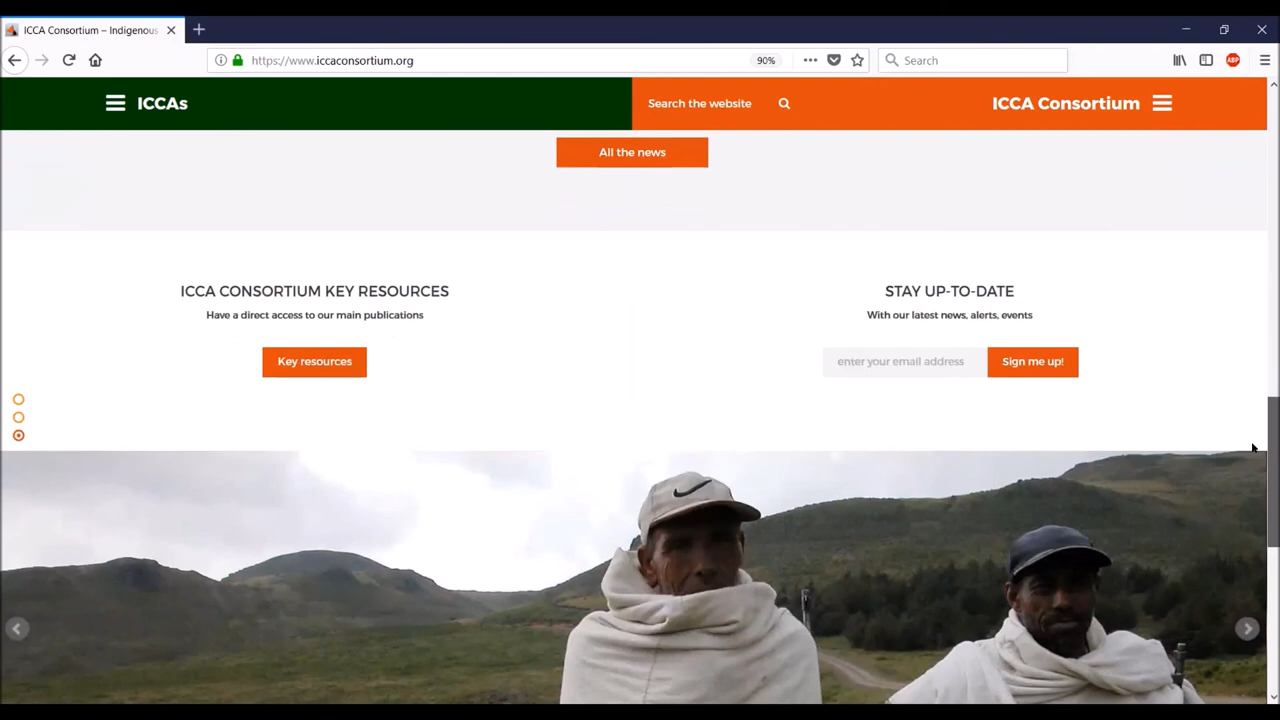 ICCA Consortium – Indigenous
https://www.iccaconsortium.org
90%
Search
ABP
ICCAs
Search the website
ICCA Consortium
All the news
ICCA CONSORTIUM KEY RESOURCES
Have a direct access to our main publications
Key resources
STAY UP-TO-DATE
With our latest news, alerts, events
enter your email address
Sign me up!